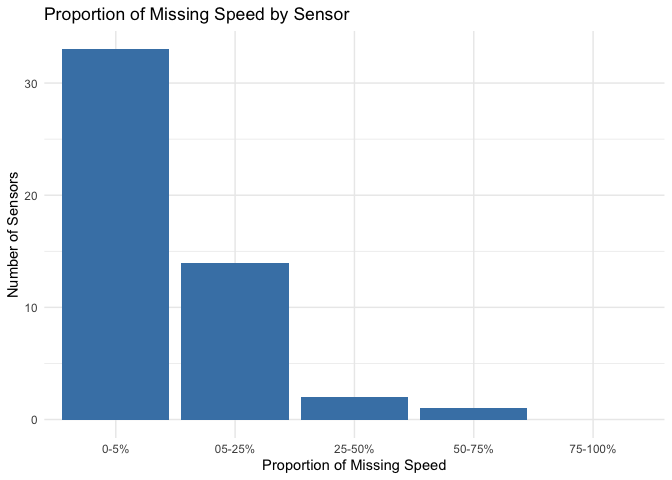 Proportion of Missing Speed by Sensor
30
20
10
0
Number of Sensors
0-5% 05-25% 25-50% 50-75% 75-100%
Proportion of Missing Speed